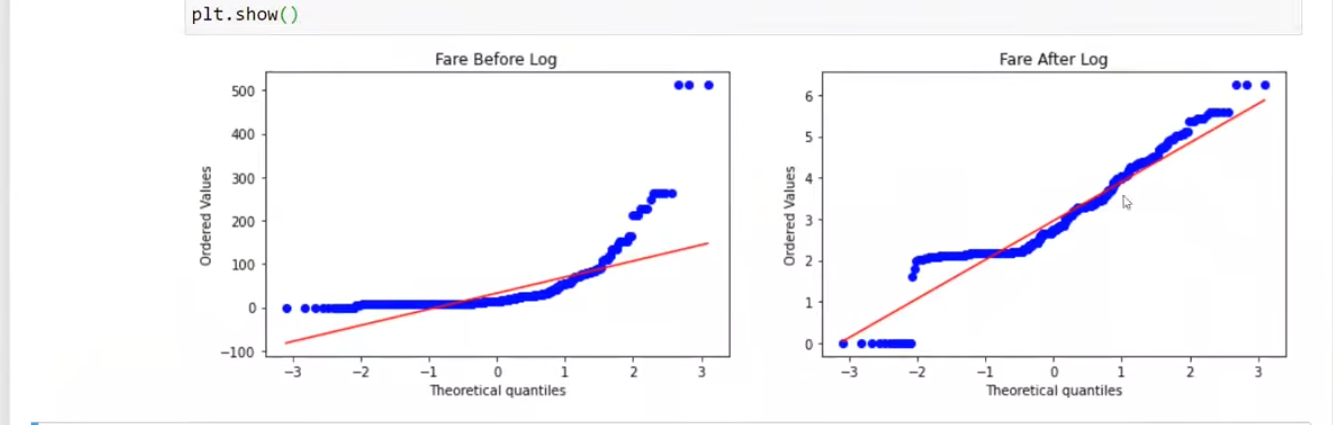 plt.show()
Fare Before Log
Fare After Log
500
400
300
200
100
0
−100
Ordered Values
−3 −2 −1 0 1 2 3
Theoretical quantiles
6
5
4
3
2
1
0
Ordered Values
−3 −2 −1 0 1 2 3
Theoretical quantiles